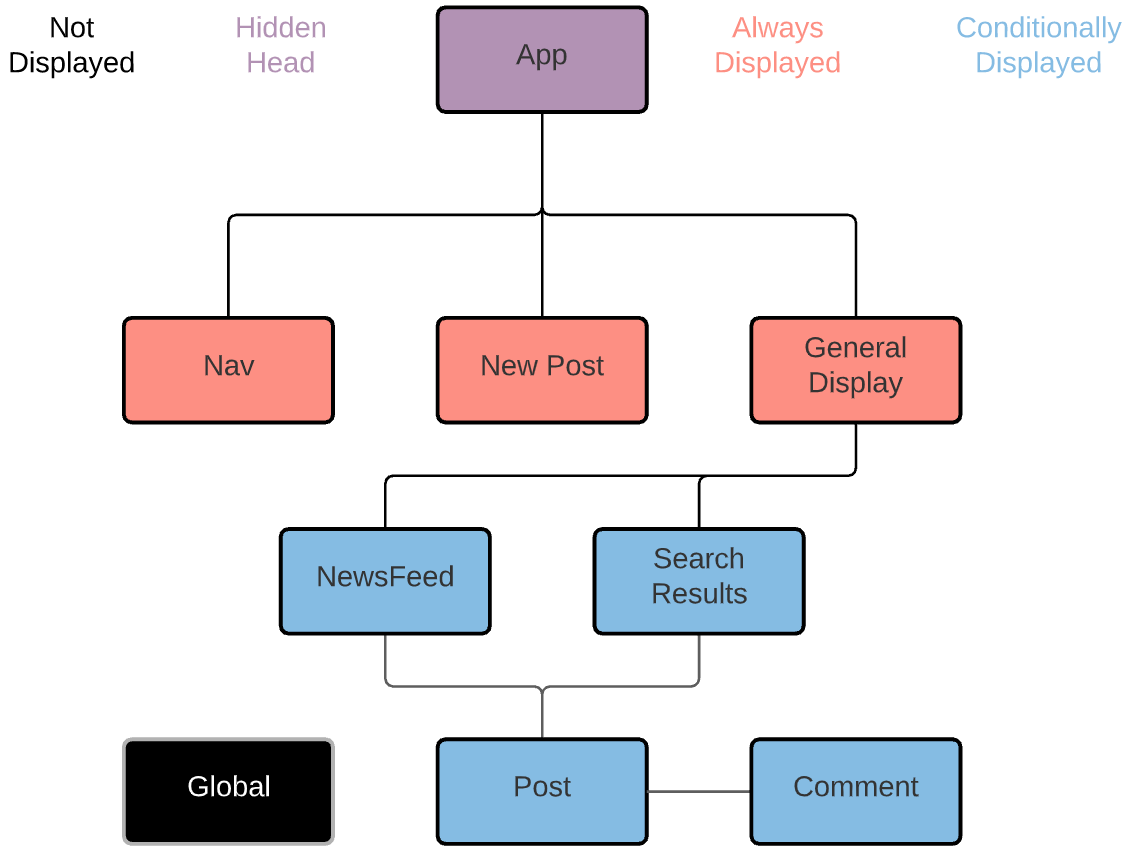 Not
Displayed
Hidden
Head
App
Always
Displayed
Conditionally
Displayed
Nav
New Post
General
Display
NewsFeed
Search
Results
Global
Post
Comment